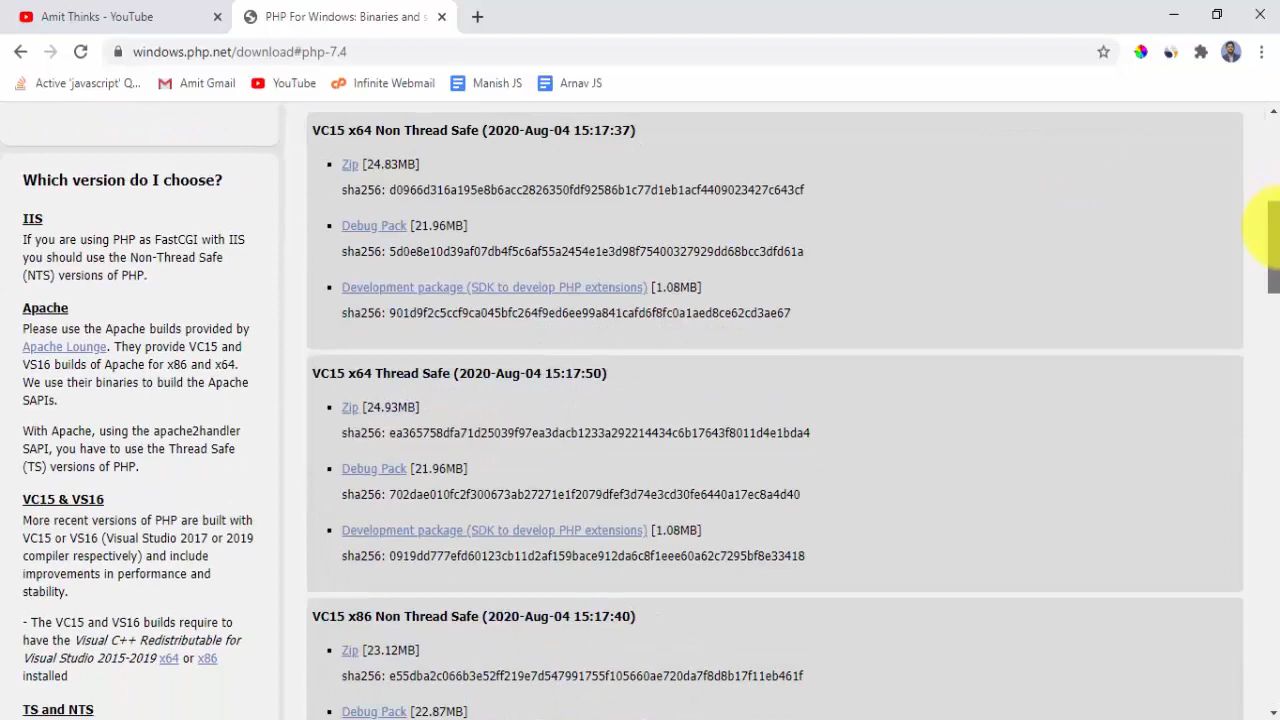 Amit Thinks - YouTube
PHP For Windows: Binaries and s
windows.php.net/download#php-7.4
Active 'javascript' Q...
Amit Gmail
YouTube
Infinite Webmail
Manish JS
Arnav JS
Which version do I choose?
IIS
If you are using PHP as FastCGI with IIS
you should use the Non-Thread Safe
(NTS) versions of PHP.
Apache
Please use the Apache builds provided by
Apache Lounge. They provide VC15 and
VS16 builds of Apache for x86 and x64.
We use their binaries to build the Apache
SAPIs.
With Apache, using the apache2handler
SAPI, you have to use the Thread Safe
(TS) versions of PHP.
VC15 & VS16
More recent versions of PHP are built with
VC15 or VS16 (Visual Studio 2017 or 2019
compiler respectively) and include
improvements in performance and
stability.
- The VC15 and VS16 builds require to
have the Visual C++ Redistributable for
Visual Studio 2015-2019 x64 or x86
installed
TS and NTS
VC15 x64 Non Thread Safe (2020-Aug-04 15:17:37)
Zip [24.83MB]
sha256: d0966d316a195e8b6acc2826350fdf92586b1c77d1eb1acf4409023427c643cf
Debug Pack [21.96MB]
sha256: 5d0e8e10d39af07db4f5c6af55a2454e1e3d98f75400327929dd68bcc3dfd61a
Development package (SDK to develop PHP extensions) [1.08MB]
sha256: 901d9f2c5ccf9ca045bfc264f9ed6ee99a841cafd6f8fc0a1aed8ce62cd3ae67
VC15 x64 Thread Safe (2020-Aug-04 15:17:50)
Zip [24.93MB]
sha256: ea365758dfa71d25039f97ea3dacb1233a292214434c6b17643f8011d4e1bda4
Debug Pack [21.96MB]
sha256: 702dae010fc2f300673ab27271e1f2079dfef3d74e3cd30fe6440a17ec8a4d40
Development package (SDK to develop PHP extensions) [1.08MB]
sha256: 0919dd777efd60123cb11d2af159bace912da6c8f1eee60a62c7295bf8e33418
VC15 x86 Non Thread Safe (2020-Aug-04 15:17:40)
Zip [23.12MB]
sha256: e55dba2c066b3e52ff219e7d547991755f105660ae720da7f8d8b17f11eb461f
Debug Pack [22.87MB]